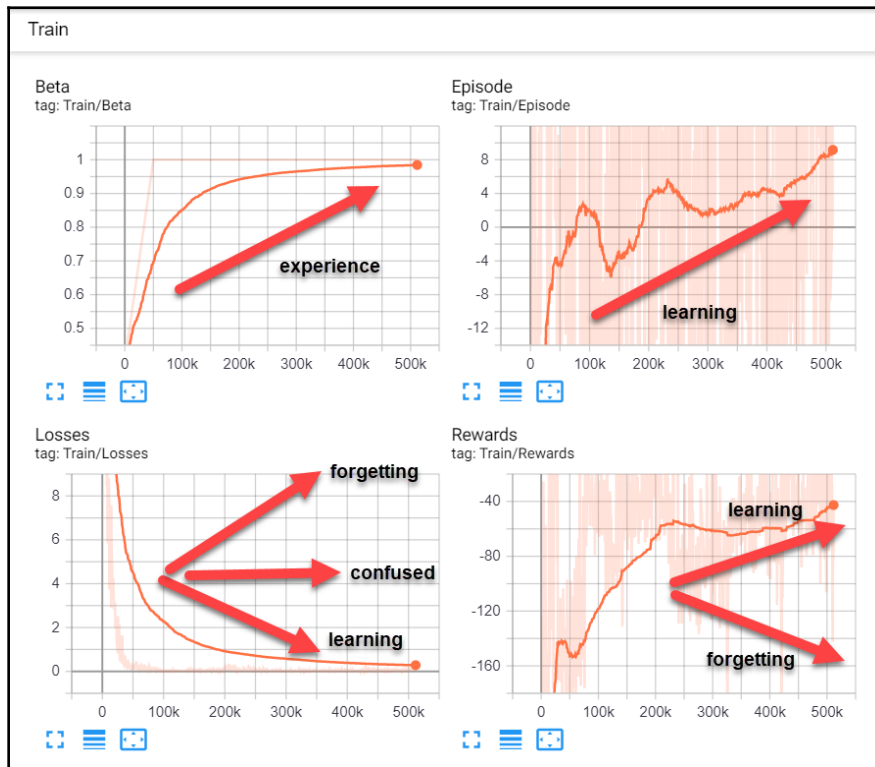 Train
Beta
tag: Train/Beta
1
0.9
0.8
0.7
0.6
0.5
experience
0 100k 200k 300k 400k 500k
Episode
tag: Train/Episode
8
4
0
-4
-8
-12
learning
0 100k 200k 300k 400k 500k
Losses
tag: Train/Losses
8
6
4
2
0
forgetting
confused
learning
0 100k 200k 300k 400k 500k
Rewards
tag: Train/Rewards
-40
-80
-120
-160
learning
forgetting
0 100k 200k 300k 400k 500k